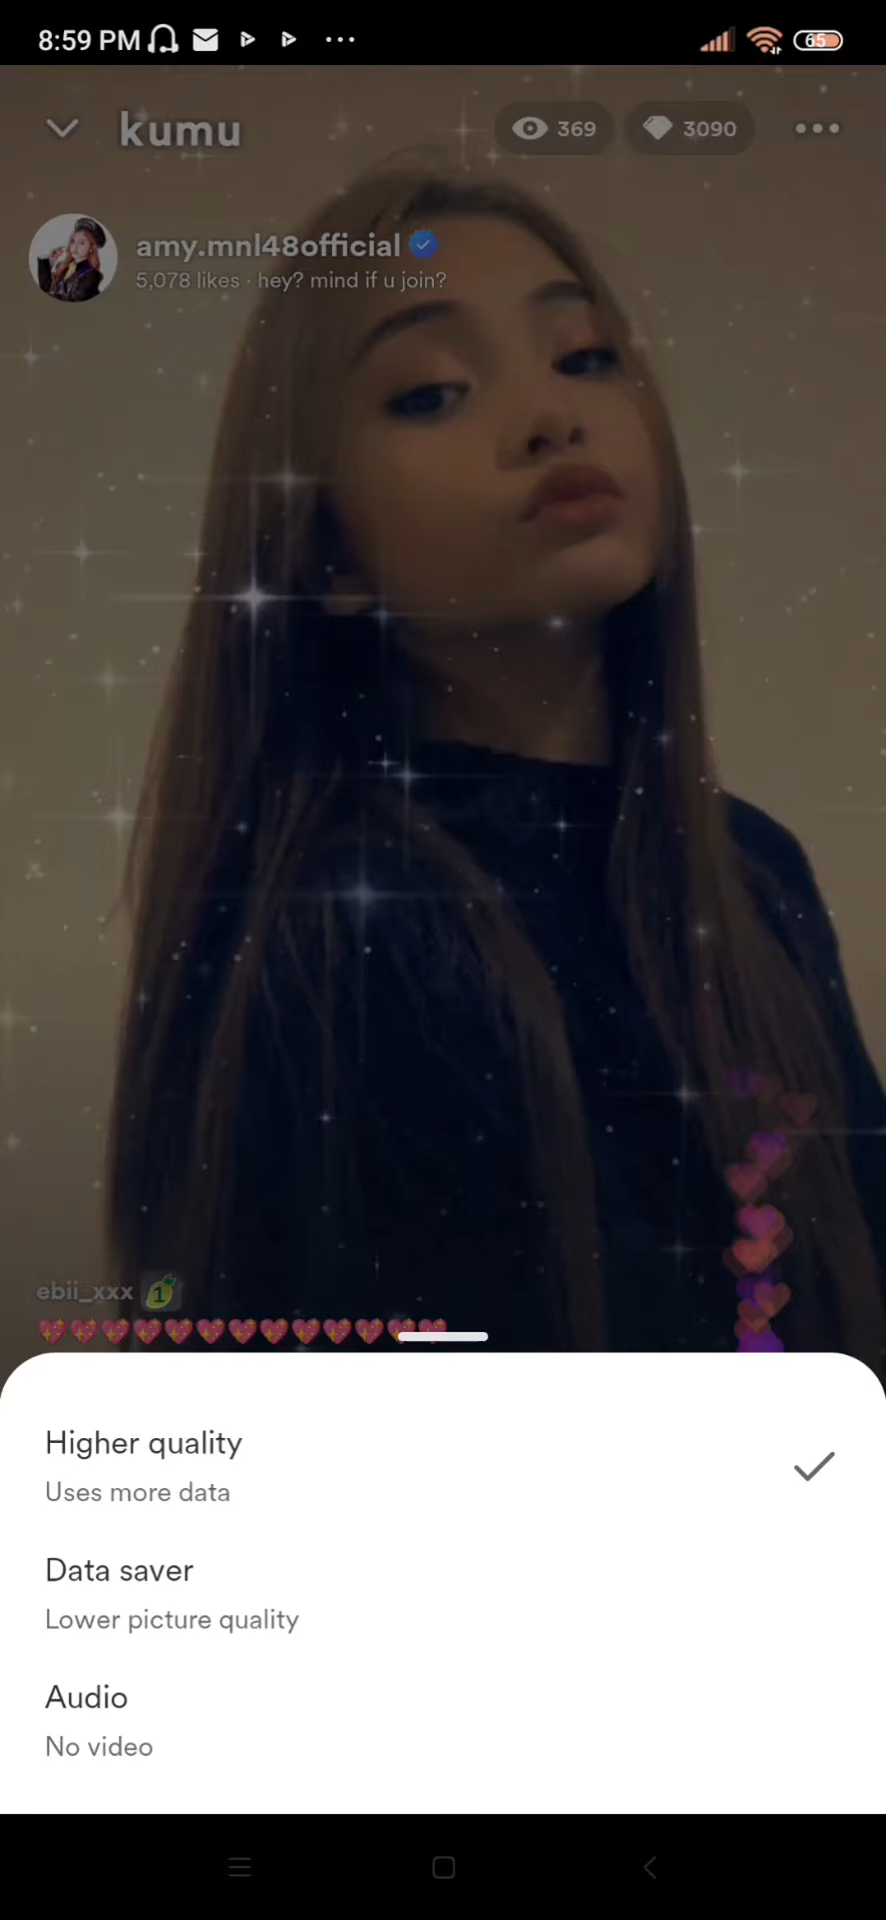 8:59 PM
65
kumu
369
3090
amy.mnl48official
5,078 likes · hey? mind if u join?
ebii_xxx 1
Higher quality
Uses more data
Data saver
Lower picture quality
Audio
No video